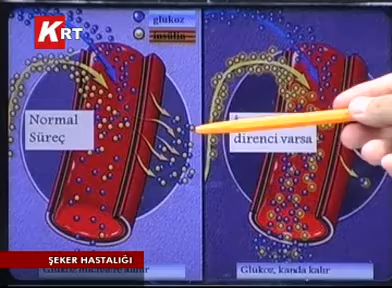 KRT
glukoz
insülin
Normal
Süreç
direnci varsa
ŞEKER HASTALIĞI
Glukoz, kanda kalır